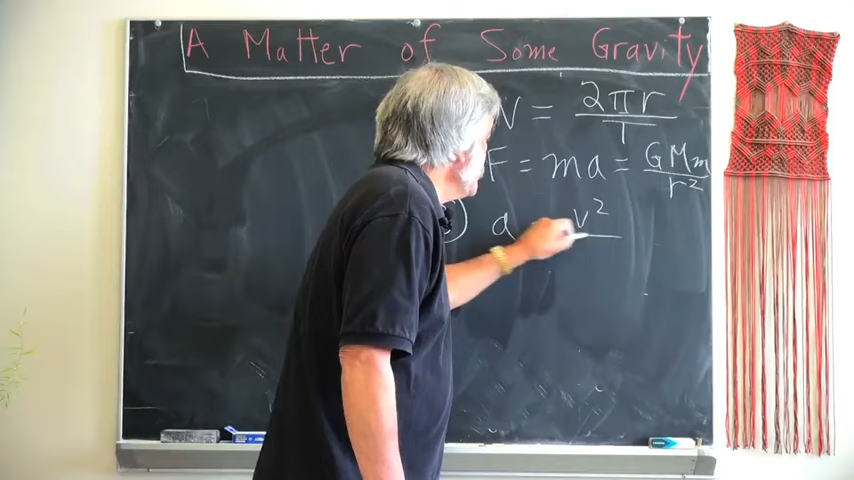 A Matter of Some Gravity
V = 2πr/T
F = ma = GMm/r²
) a v²